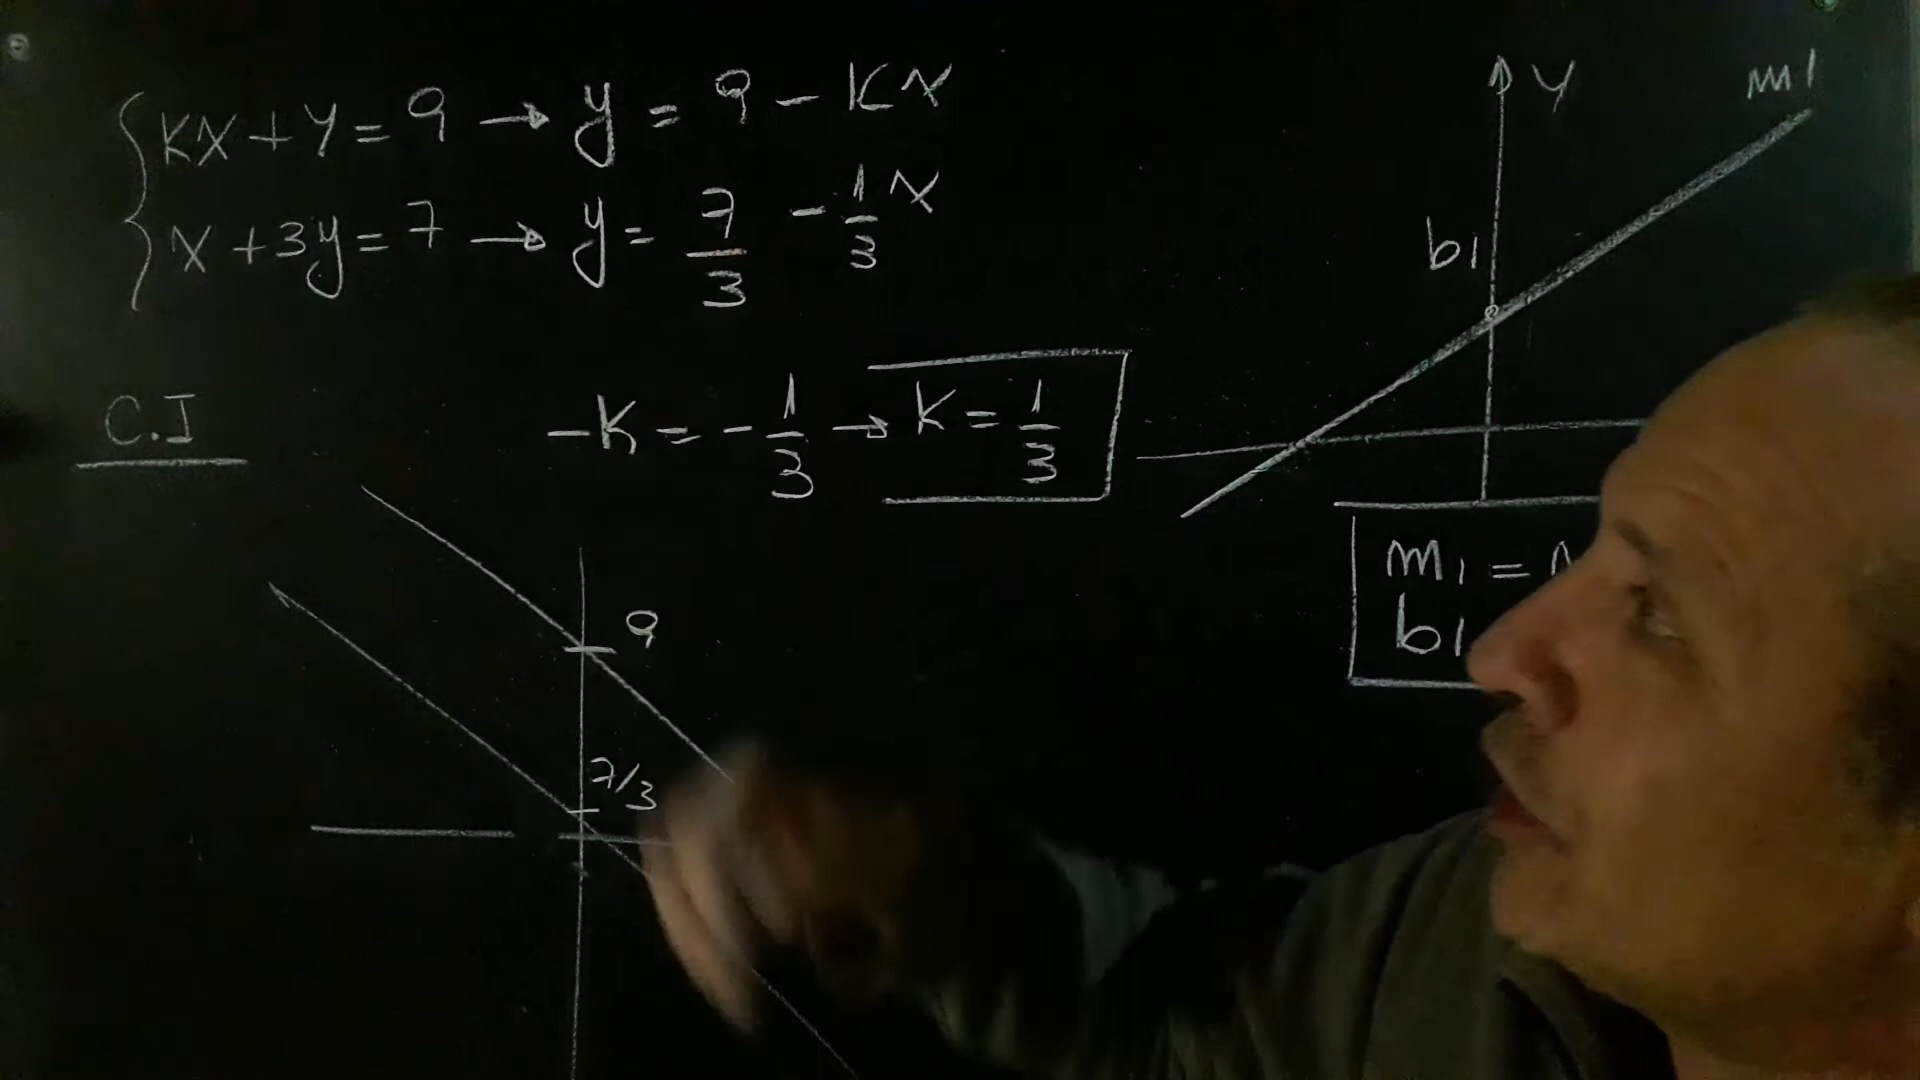 kx + y = 9 → y = 9 - kx
x + 3y = 7 → y = 7/3 - 1/3 x
C.I
-k = - 1/3 → k = 1/3
9
7/3
y
m1
b1
m1 =
b1